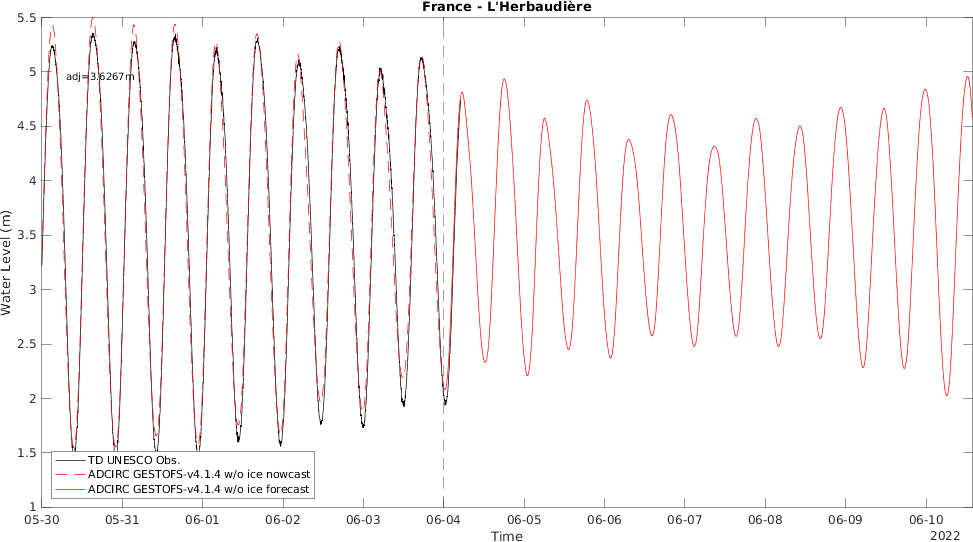 France - L'Herbaudière
5.5
5
4.5
4
3.5
3
2.5
2
1.5
1
Water Level (m)
adj=3.6267m
TD UNESCO Obs.
ADCIRC GESTOFS-v4.1.4 w/o ice nowcast
ADCIRC GESTOFS-v4.1.4 w/o ice forecast
05-30 05-31 06-01 06-02 06-03 06-04 06-05 06-06 06-07 06-08 06-09 06-10
Time
2022